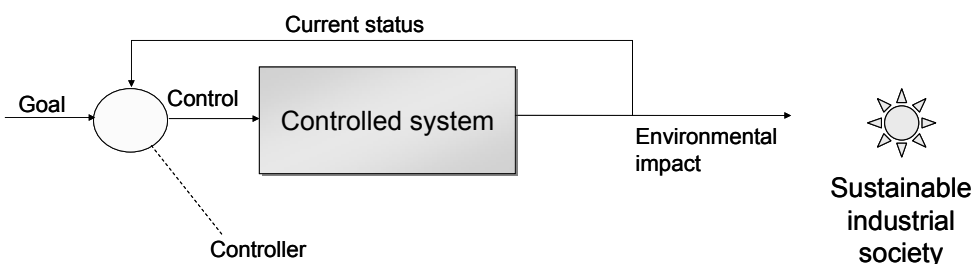 Current status
Goal
Control
Controlled system
Environmental
impact
Controller
Sustainable
industrial
society